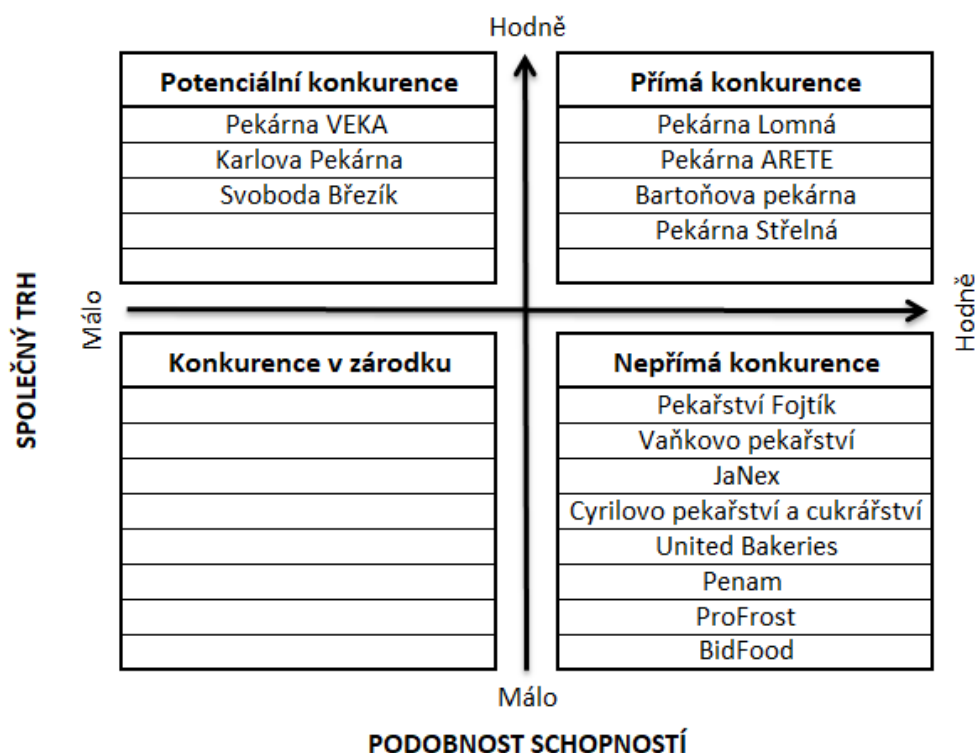 Hodně
Potenciální konkurence
Pekárna VEKA
Karlova Pekárna
Svoboda Březík
Přímá konkurence
Pekárna Lomná
Pekárna ARETE
Bartoňova pekárna
Pekárna Střelná
SPOLEČNÝ TRH
Málo
Hodně
Konkurence v zárodku
Nepřímá konkurence
Pekařství Fojtík
Vaňkovo pekařství
JaNex
Cyrilovo pekařství a cukrářství
United Bakeries
Penam
ProFrost
BidFood
Málo
PODOBNOST SCHOPNOSTÍ